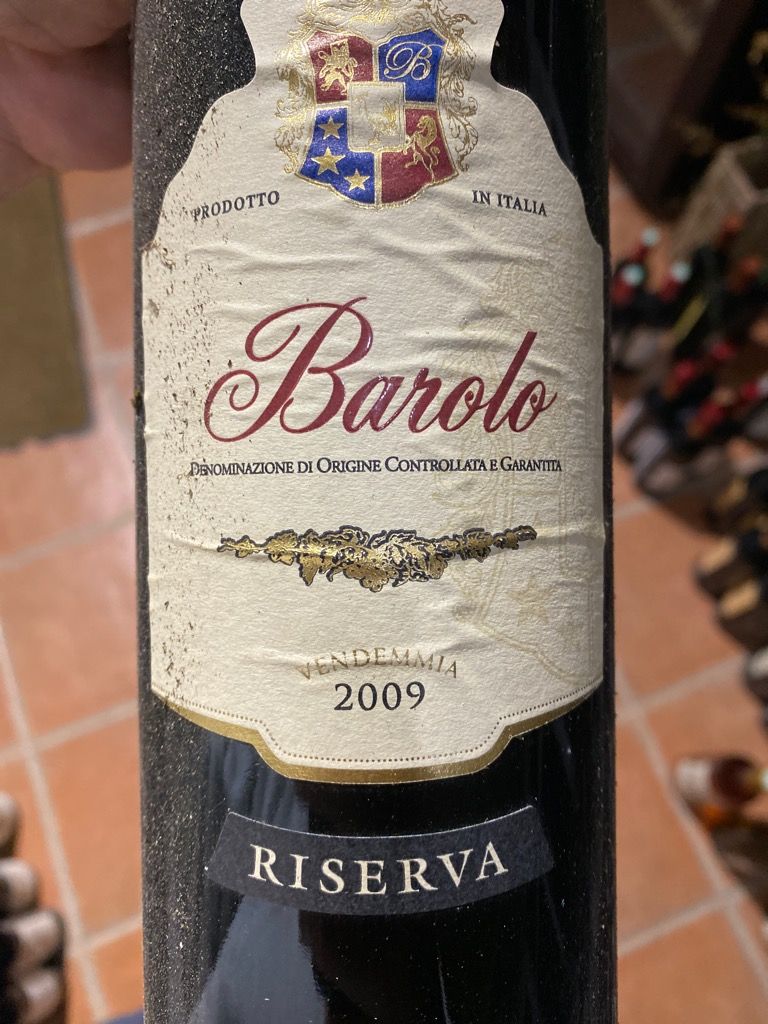 B
PRODOTTO IN ITALIA
Barolo
DENOMINAZIONE DI ORIGINE CONTROLLATA E GARANTITA
VENDEMMIA
2009
RISERVA